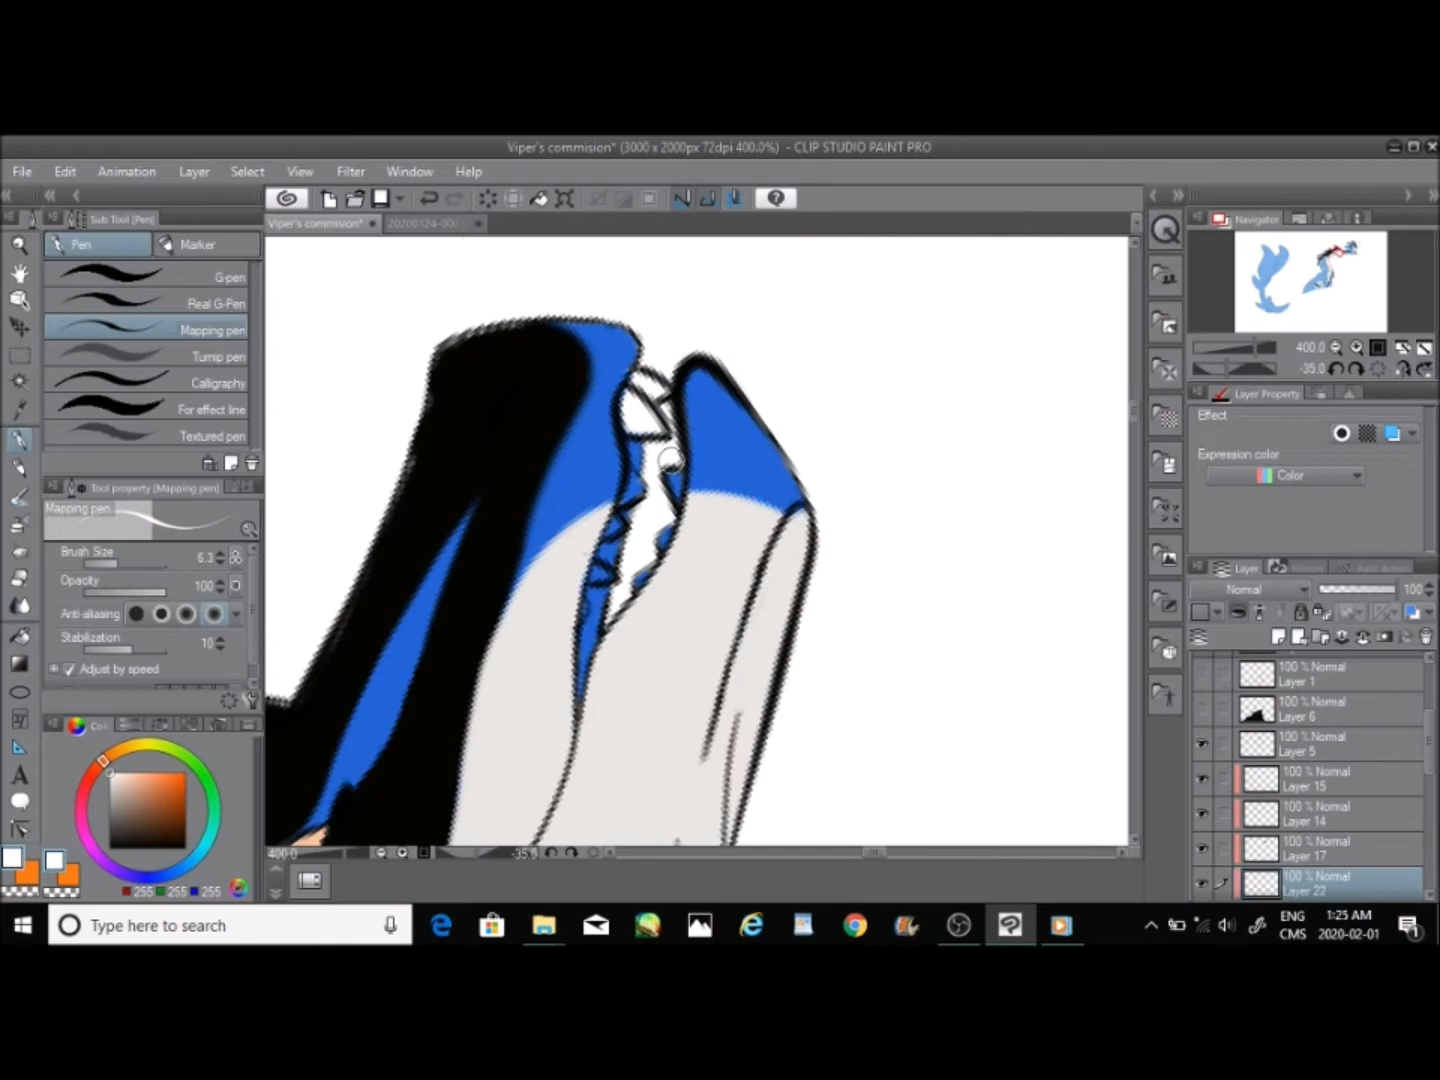 Viper's commision* (3000 x 2000px 72dpi 400.0%) - CLIP STUDIO PAINT PRO
File Edit Animation Layer Select View Filter Window Help
Sub Tool [Pen]
Viper's commision*
Navigator
Pen Marker
G-pen
Real G-Pen
Mapping pen
Turnip pen
Calligraphy
For effect line
Textured pen
Tool property [Mapping pen]
Mapping pen
Brush Size 6.3
Opacity 100
Anti-aliasing
Stabilization 10
Adjust by speed
400.0
-35.0
Layer Property
Effect
Expression color
Color
Layer
Normal 100
100 % Normal
Layer 1
100 % Normal
Layer 6
100 % Normal
Layer 5
100 % Normal
Layer 15
100 % Normal
Layer 14
100 % Normal
Layer 17
100 % Normal
Layer 22
255 255 255
400.0 -35.0
Type here to search
ENG
CMS
1:25 AM
2020-02-01
1